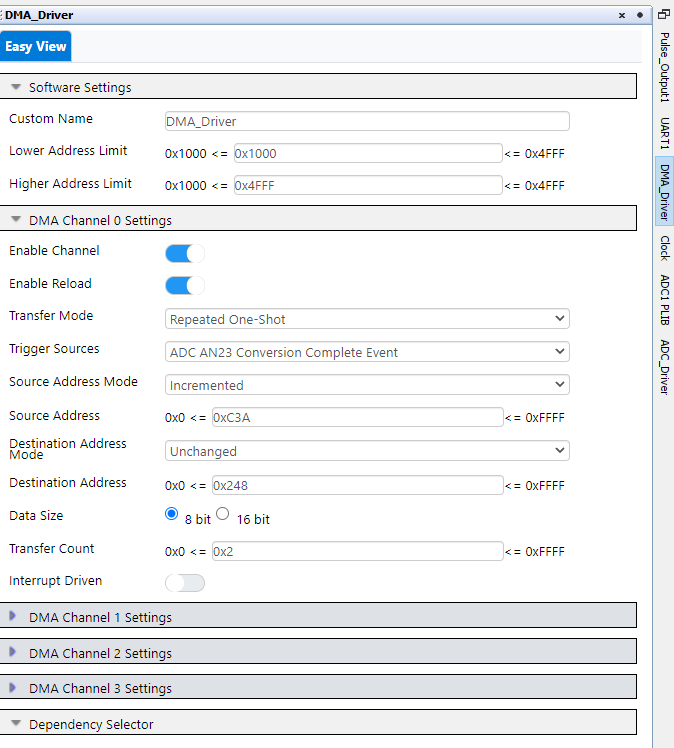 DMA_Driver
Easy View
Software Settings
Custom Name DMA_Driver
Lower Address Limit 0x1000 <= 0x1000 <= 0x4FFF
Higher Address Limit 0x1000 <= 0x4FFF <= 0x4FFF
DMA Channel 0 Settings
Enable Channel
Enable Reload
Transfer Mode Repeated One-Shot
Trigger Sources ADC AN23 Conversion Complete Event
Source Address Mode Incremented
Source Address 0x0 <= 0xC3A <= 0xFFFF
Destination Address
Mode Unchanged
Destination Address 0x0 <= 0x248 <= 0xFFFF
Data Size 8 bit 16 bit
Transfer Count 0x0 <= 0x2 <= 0xFFFF
Interrupt Driven
DMA Channel 1 Settings
DMA Channel 2 Settings
DMA Channel 3 Settings
Dependency Selector
Pulse_Output1
UART1
DMA_Driver
Clock
ADC1 PLIB
ADC_Driver